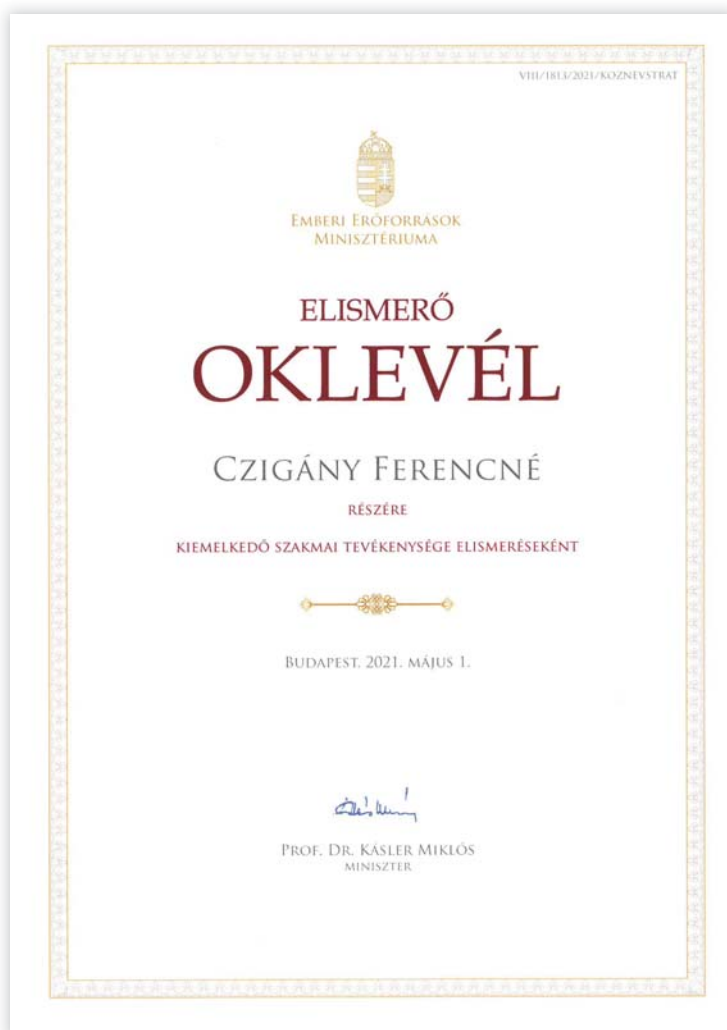 VIII/1813/2021/KOZNEVSTRAT
EMBERI ERŐFORRÁSOK
MINISZTÉRIUMA
ELISMERŐ
OKLEVÉL
CZIGÁNY FERENCNÉ
RÉSZÉRE
KIEMELKEDŐ SZAKMAI TEVÉKENYSÉGE ELISMERÉSEKÉNT
BUDAPEST, 2021. MÁJUS 1.
PROF. DR. KÁSLER MIKLÓS
MINISZTER